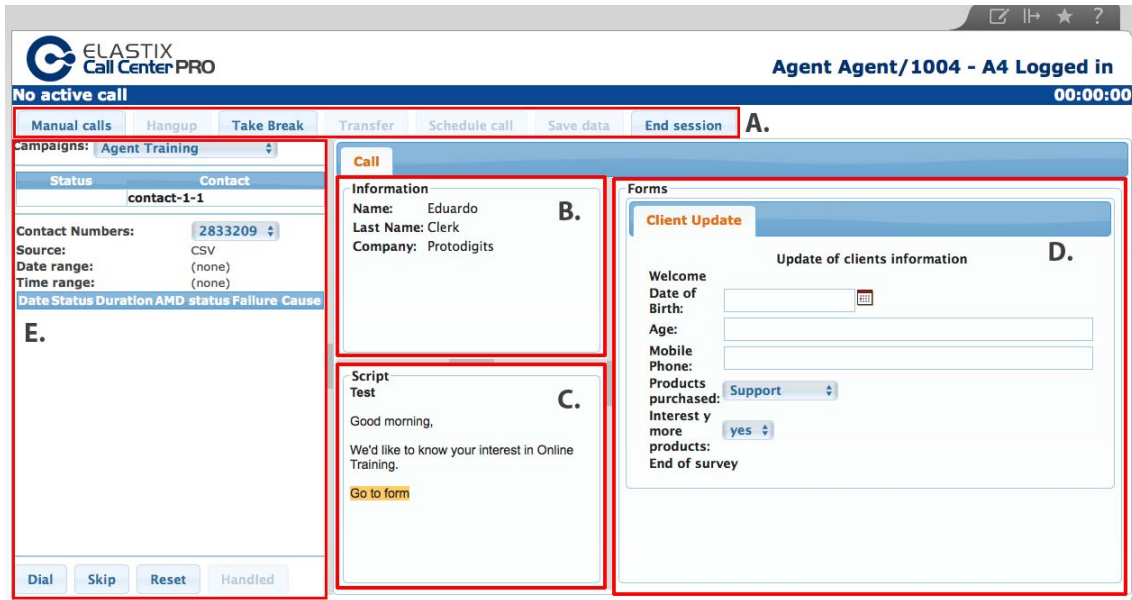 ?
ELASTIX
Call Center PRO
Agent Agent/1004 - A4 Logged in
No active call 00:00:00
Manual calls Hangup Take Break Transfer Schedule call Save data End session A.
Campaigns: Agent Training
Status Contact
contact-1-1
Contact Numbers: 2833209
Source: CSV
Date range: (none)
Time range: (none)
Date Status Duration AMD status Failure Cause
E.
Dial Skip Reset Handled
Call
Information
B.
Name: Eduardo
Last Name: Clerk
Company: Protodigits
Script
Test
C.
Good morning,
We'd like to know your interest in Online
Training.
Go to form
Forms
Client Update
D.
Update of clients information
Welcome
Date of
Birth:
Age:
Mobile
Phone:
Products
purchased: Support
Interest y
more
products: yes
End of survey